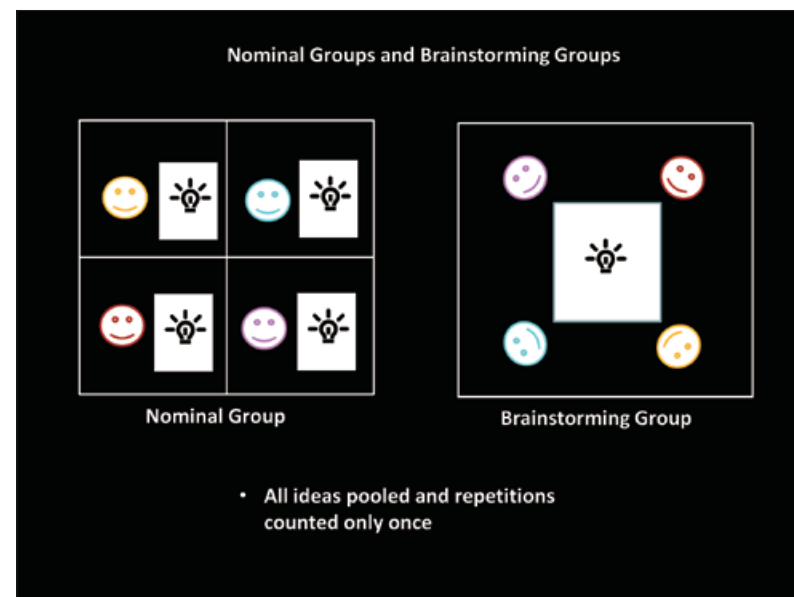 Nominal Groups and Brainstorming Groups
Nominal Group
Brainstorming Group
• All ideas pooled and repetitions
counted only once